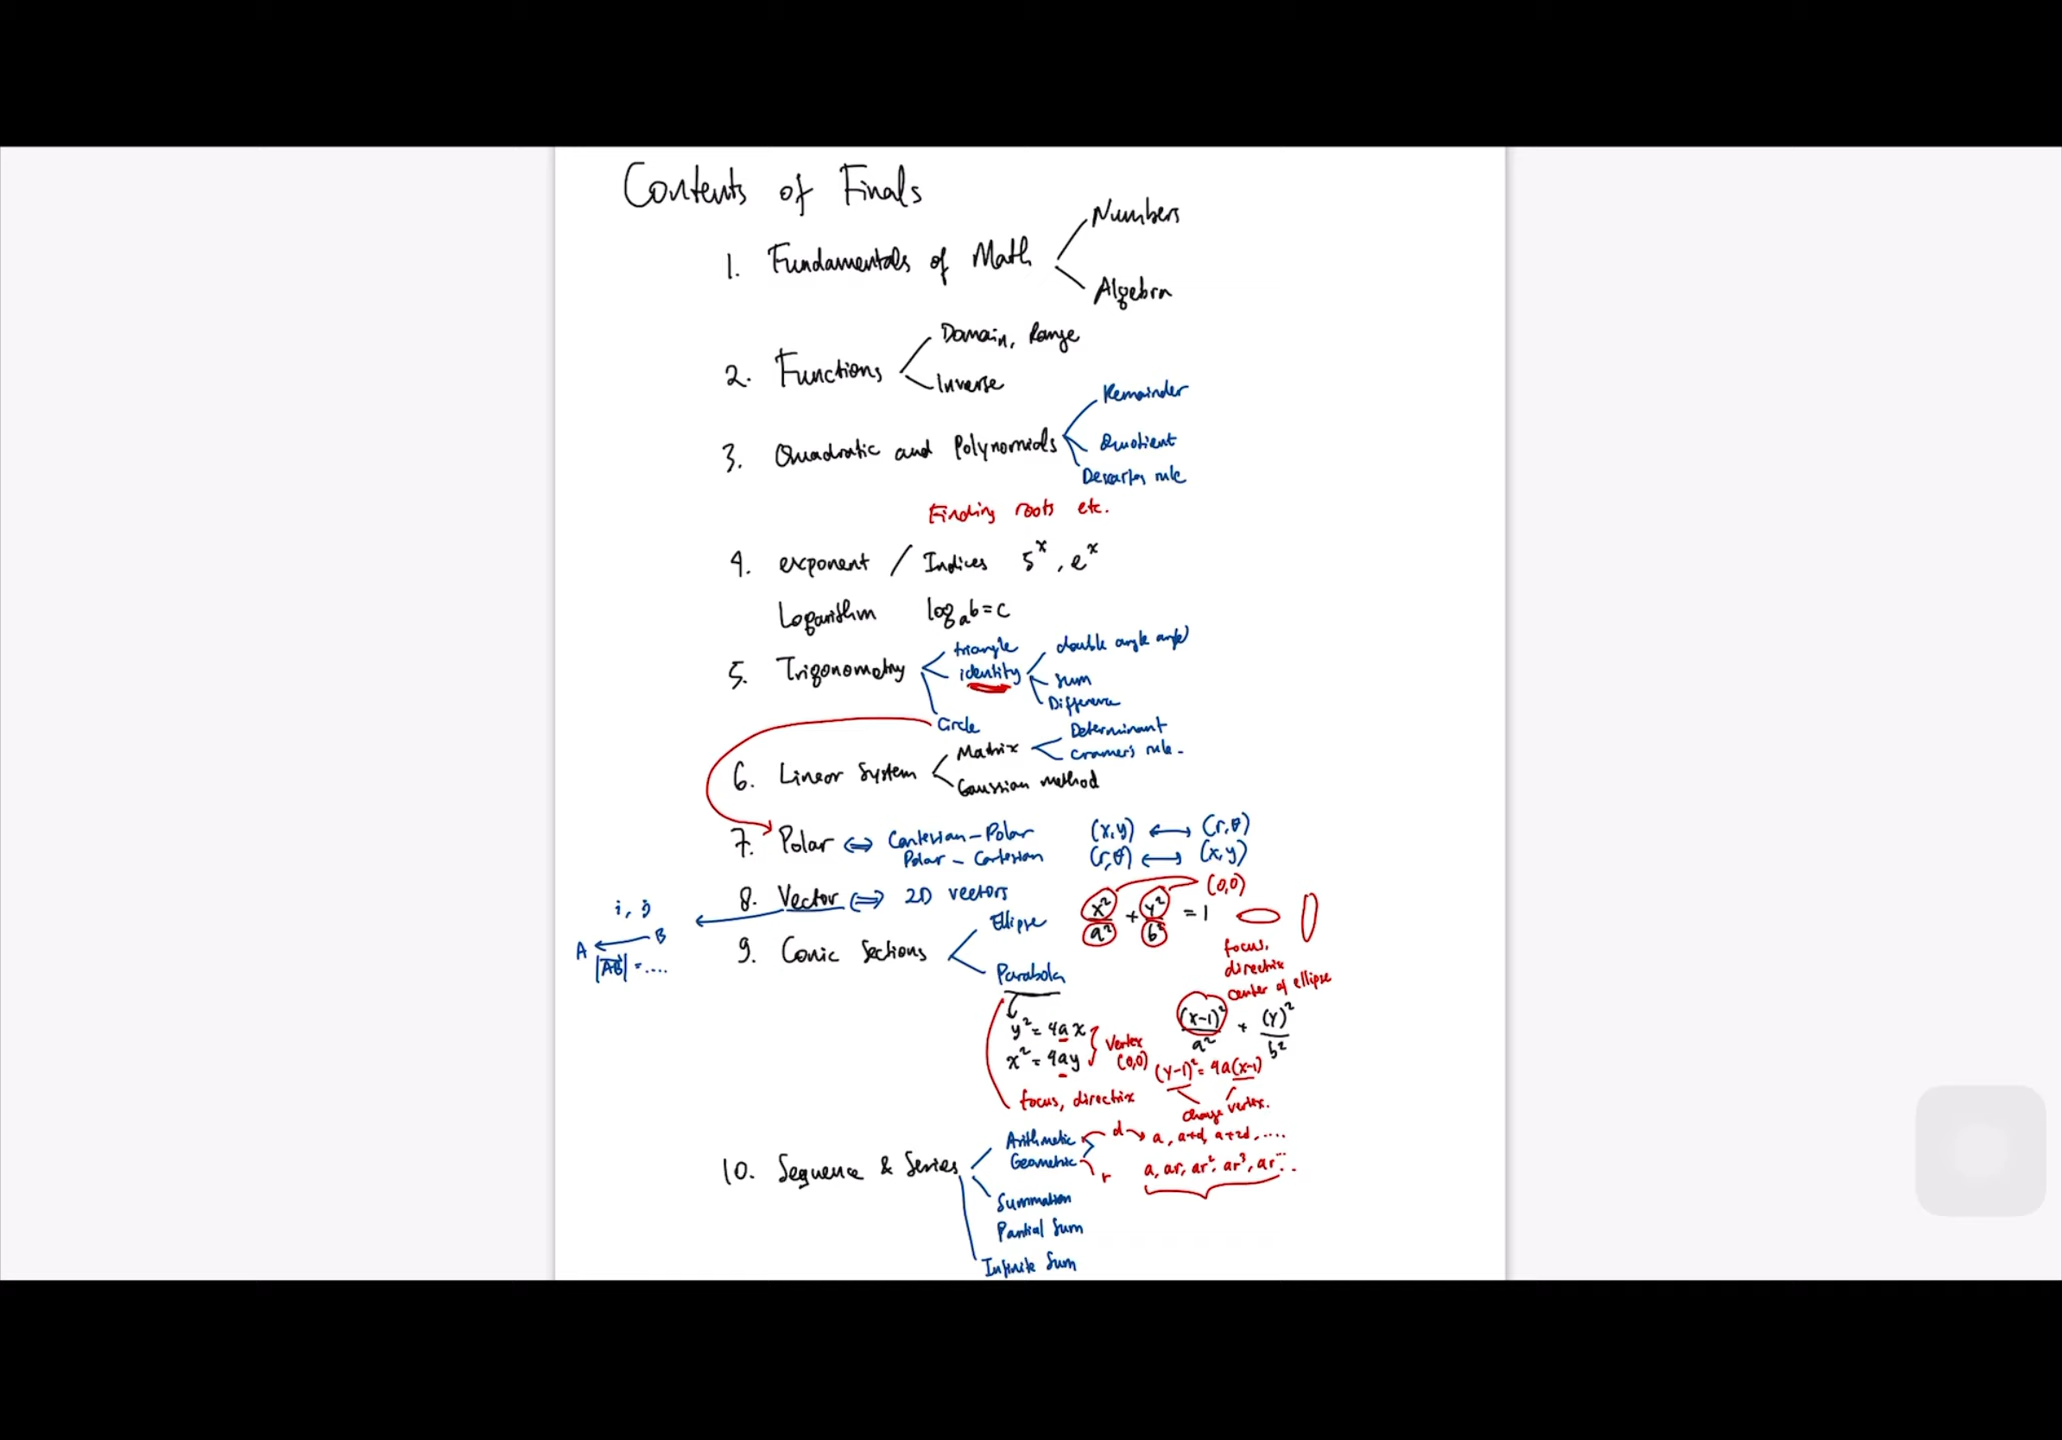 Contents of Finals
1. Fundamentals of Math
Numbers
Algebra
2. Functions
Domain, Range
Inverse
3. Quadratic and Polynomials
Remainder
Quotient
Descartes rule
Finding roots etc.
4. exponent / Indices 5^x, e^x
Logarithm log_a b = c
5. Trigonometry
triangle
identity
double angle
sum
Difference
Circle
6. Linear System
Matrix
Determinant
Cramer's rule
Gaussian method
7. Polar ⇔ Cartesian - Polar (x,y) ⟷ (r,θ)
Polar - Cartesian (r,θ) ⟷ (x,y)
8. Vector ⇔ 2D vectors
i, j
A ← B
|AB| = ....
9. Conic Sections
Ellipse
x²/a² + y²/b² = 1
(0,0)
focus,
directrix
center of ellipse
(x-1)²/a² + (y)²/b²
Parabola
y² = 4ax
x² = 4ay
Vertex
(0,0)
(y-1)² = 4a(x-1)
change vertex.
focus, directrix
10. Sequence & Series
Arithmetic d → a, a+d, a+2d, ....
Geometric r a, ar, ar², ar³, ar...
Summation
Partial Sum
Infinite Sum